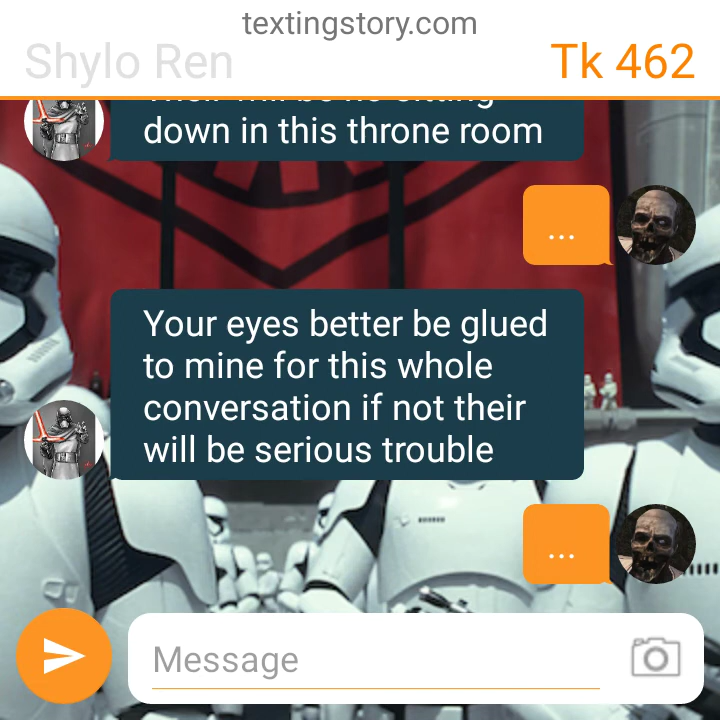 textingstory.com
Shylo Ren
Tk 462
down in this throne room
...
Your eyes better be glued
to mine for this whole
conversation if not their
will be serious trouble
...
Message